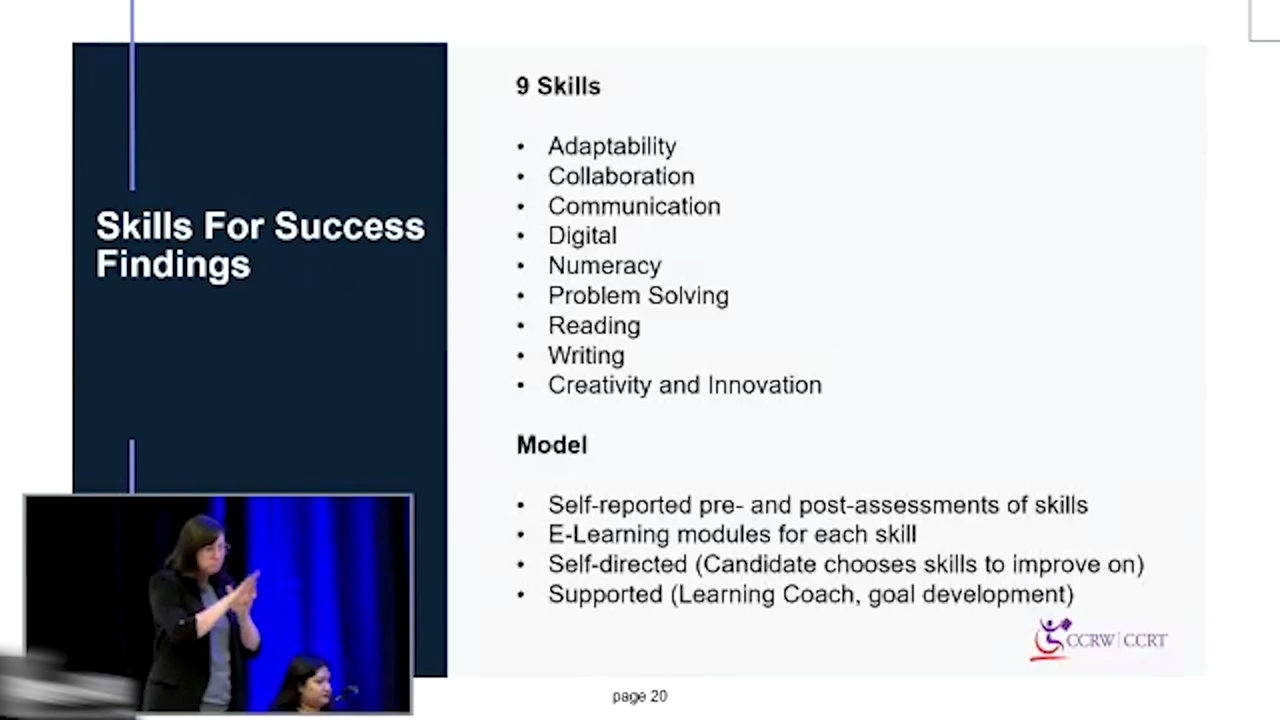 Skills For Success
Findings
9 Skills
• Adaptability
• Collaboration
• Communication
• Digital
• Numeracy
• Problem Solving
• Reading
• Writing
• Creativity and Innovation
Model
• Self-reported pre- and post-assessments of skills
• E-Learning modules for each skill
• Self-directed (Candidate chooses skills to improve on)
• Supported (Learning Coach, goal development)
CCRW | CCRT
page 20